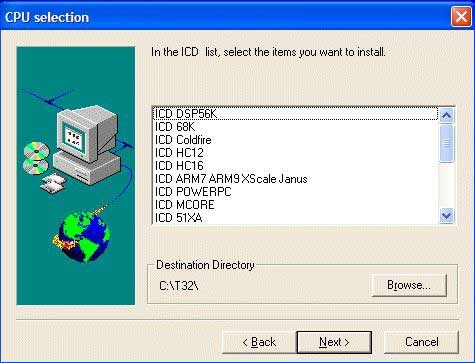 CPU selection
In the ICD list, select the items you want to install.
ICD DSP56K
ICD 68K
ICD Coldfire
ICD HC12
ICD HC16
ICD ARM7 ARM9 XScale Janus
ICD POWERPC
ICD MCORE
ICD 51XA
Destination Directory
C:\T32\
Browse...
< Back
Next >
Cancel